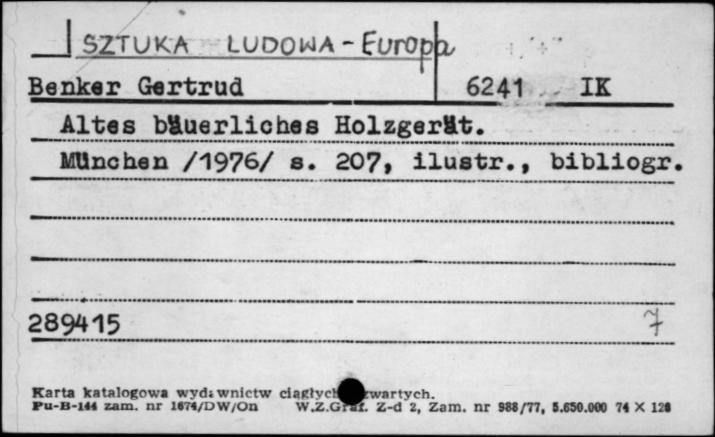 SZTUKA LUDOWA - Europa
Benker Gertrud 6241 IK
Altes bäuerliches Holzgerät.
München /1976/ s. 207, ilustr., bibliogr.
289415 7
Karta katalogowa wydawnictw ciągłych zwartych.
Pu-B-144 zam. nr 1674/DW/On W.Z.Graf. Z-d 2, Zam. nr 988/77, 5.650.000 74 X 128